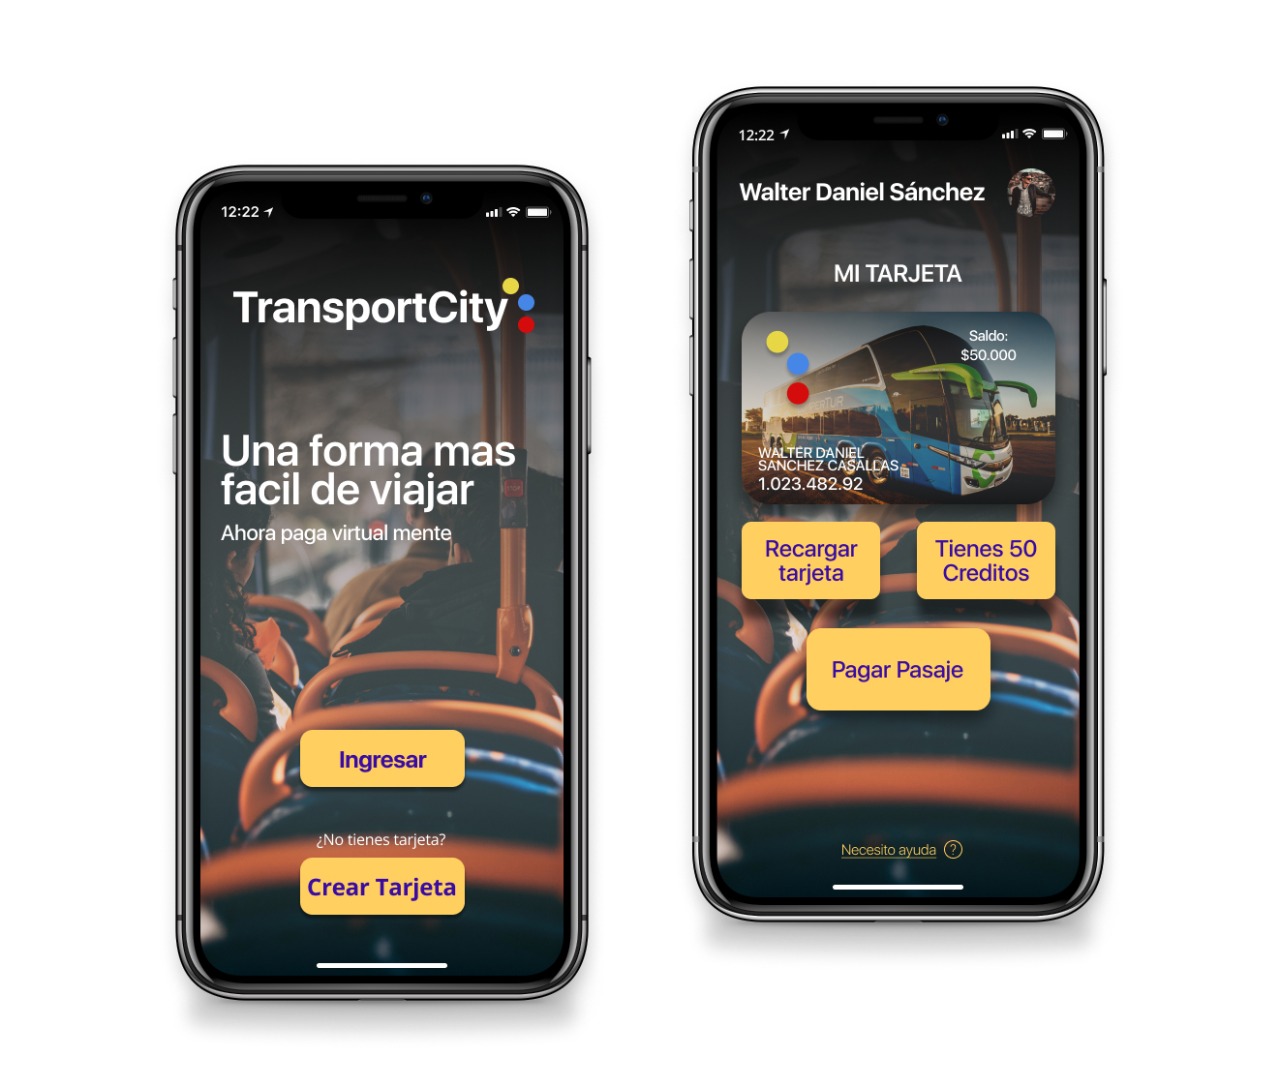 12:22
TransportCity
Una forma mas
facil de viajar
Ahora paga virtual mente
STOP
Ingresar
¿No tienes tarjeta?
Crear Tarjeta
12:22
Walter Daniel Sánchez
MI TARJETA
Saldo:
$50.000
WALTER DANIEL
SANCHEZ CASALLAS
1.023.482.92
Recargar
tarjeta
Tienes 50
Creditos
Pagar Pasaje
Necesito ayuda ?